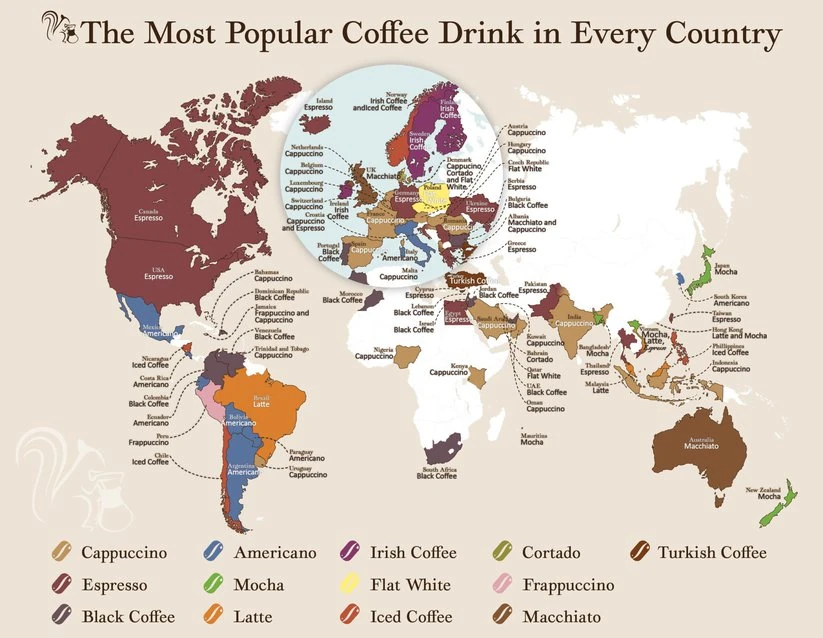 The Most Popular Coffee Drink in Every Country
Island
Espresso
Norway
Irish Coffee
andIced Coffee
Finland
Irish
Coffee
Sweden
Irish
Coffee
Netherlands
Cappuccino
Belgium
Cappuccino
Luxembourg
Cappuccino
Switzerland
Cappuccino
Croatia
Cappuccino
and Espresso
UK
Macchiato
Ireland
Irish
Coffee
Denmark
Cappucino,
Cortado
and Flat
White
Germany
Espresso
Poland
France
Cappuccino
Ukraine
Espresso
Romania
Cappuccino
Portugal
Black
Coffee
Spain
Cappuccino
Italy
Americano
Malta
Cappuccino
Austria
Cappuccino
Hungary
Cappuccino
Czech Republic
Flat White
Serbia
Espresso
Bulgaria
Black Coffee
Albania
Macchiato and
Cappuccino
Greece
Espresso
Canada
Espresso
USA
Espresso
Mexico
Americano
Bahamas
Cappuccino
Dominican Republic
Black Coffee
Jamaica
Frappuccino and
Cappuccino
Venezuela
Black Coffee
Trinidad and Tobago
Cappuccino
Nicaragua
Iced Coffee
Costa Rica
Americano
Colombia
Black Coffee
Ecuador
Americano
Peru
Frappuccino
Chile
Iced Coffee
Brazil
Latte
Bolivia
Americano
Argentina
Americano
Paraguay
Americano
Uruguay
Cappuccino
Morocco
Black Coffee
Turkish Coffee
Cyprus
Espresso
Lebanon
Black Coffee
Israel
Black Coffee
Jordan
Black Coffee
Egypt
Espresso
Saudi Arabia
Cappuccino
Pakistan
Espresso
India
Cappuccino
Kuwait
Cappuccino
Bahrain
Cortado
Qatar
Flat White
UAE
Black Coffee
Oman
Cappuccino
Nigeria
Cappuccino
Kenya
Cappuccino
Mauritius
Mocha
South Africa
Black Coffee
Bangladesh
Mocha
Thailand
Espresso
Malaysia
Latte
Vietnam
Mocha,
Latte,
Espresso
Japan
Mocha
South Korea
Americano
Taiwan
Espresso
Hong Kong
Latte and Mocha
Phillippines
Iced Coffee
Indonesia
Cappuccino
Australia
Macchiato
New Zealand
Mocha
Cappuccino
Americano
Irish Coffee
Cortado
Turkish Coffee
Espresso
Mocha
Flat White
Frappuccino
Black Coffee
Latte
Iced Coffee
Macchiato